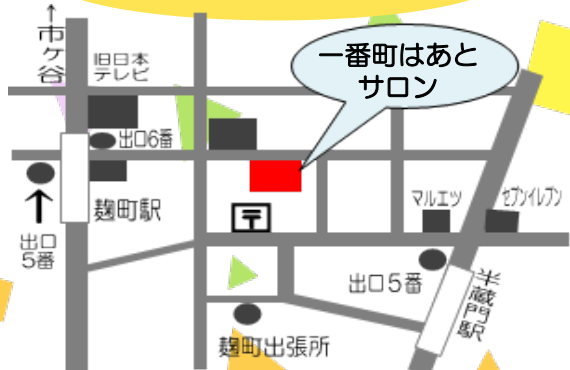 ↑
市ヶ谷
旧日本
テレビ
一番町はあと
サロン
出口6番
麹町駅
出口
5番
〒
マルエツ
セブンイレブン
出口5番
半蔵門駅
麹町出張所